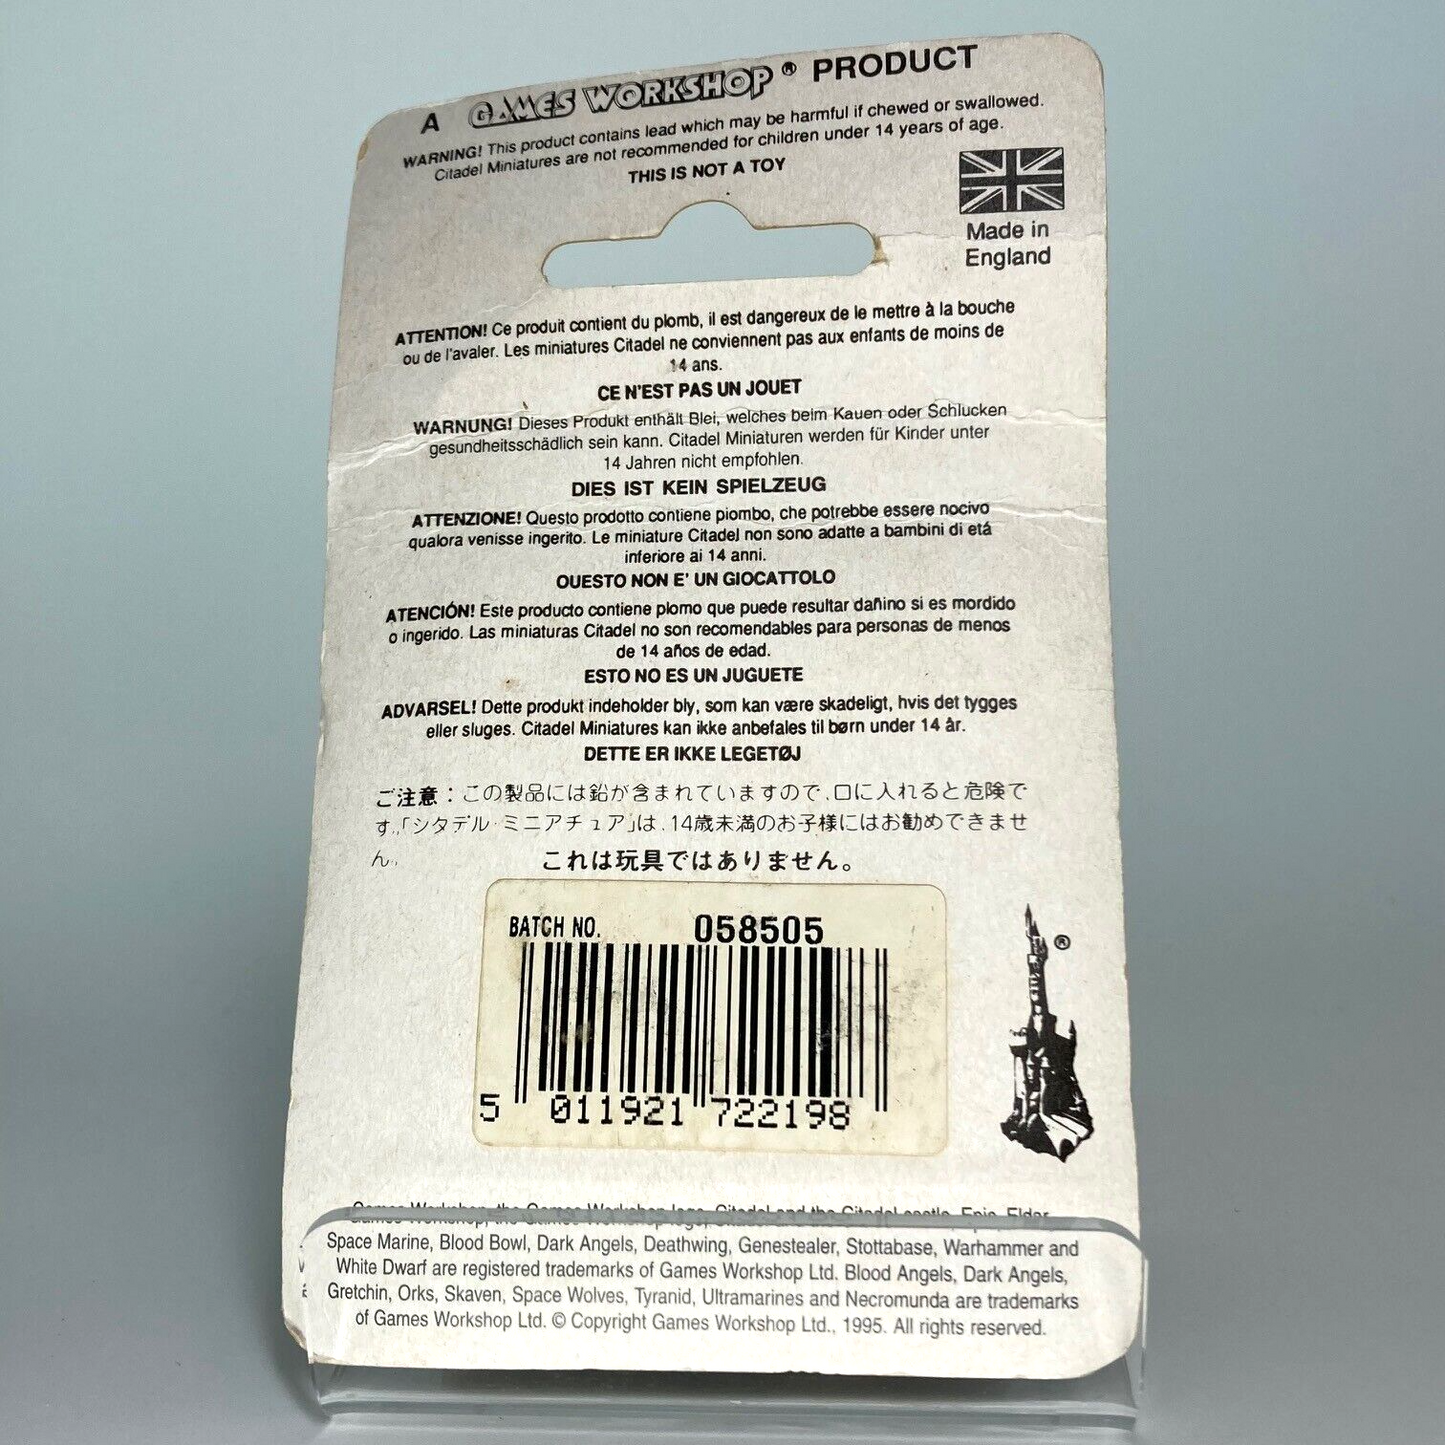 A GAMES WORKSHOP ® PRODUCT
WARNING! This product contains lead which may be harmful if chewed or swallowed.
Citadel Miniatures are not recommended for children under 14 years of age.
THIS IS NOT A TOY
Made in
England
ATTENTION! Ce produit contient du plomb, il est dangereux de le mettre à la bouche
ou de l'avaler. Les miniatures Citadel ne conviennent pas aux enfants de moins de
14 ans.
CE N'EST PAS UN JOUET
WARNUNG! Dieses Produkt enthält Blei, welches beim Kauen oder Schlucken
gesundheitsschädlich sein kann. Citadel Miniaturen werden für Kinder unter
14 Jahren nicht empfohlen.
DIES IST KEIN SPIELZEUG
ATTENZIONE! Questo prodotto contiene piombo, che potrebbe essere nocivo
qualora venisse ingerito. Le miniature Citadel non sono adatte a bambini di etá
inferiore ai 14 anni.
QUESTO NON E' UN GIOCATTOLO
ATENCIÓN! Este producto contiene plomo que puede resultar dañino si es mordido
o ingerido. Las miniaturas Citadel no son recomendables para personas de menos
de 14 años de edad.
ESTO NO ES UN JUGUETE
ADVARSEL! Dette produkt indeholder bly, som kan være skadeligt, hvis det tygges
eller sluges. Citadel Miniatures kan ikke anbefales til børn under 14 år.
DETTE ER IKKE LEGETØJ
ご注意：この製品には鉛が含まれていますので、口に入れると危険で
す。「シタデル・ミニアチュア」は、14歳未満のお子様にはお勧めできませ
ん。
これは玩具ではありません。
BATCH NO. 058505
5 011921 722198
®
Games Workshop, the Games Workshop logo, Citadel and the Citadel castle, Epic, Eldar,
Space Marine, Blood Bowl, Dark Angels, Deathwing, Genestealer, Stottabase, Warhammer and
White Dwarf are registered trademarks of Games Workshop Ltd. Blood Angels, Dark Angels,
Gretchin, Orks, Skaven, Space Wolves, Tyranid, Ultramarines and Necromunda are trademarks
of Games Workshop Ltd. © Copyright Games Workshop Ltd., 1995. All rights reserved.